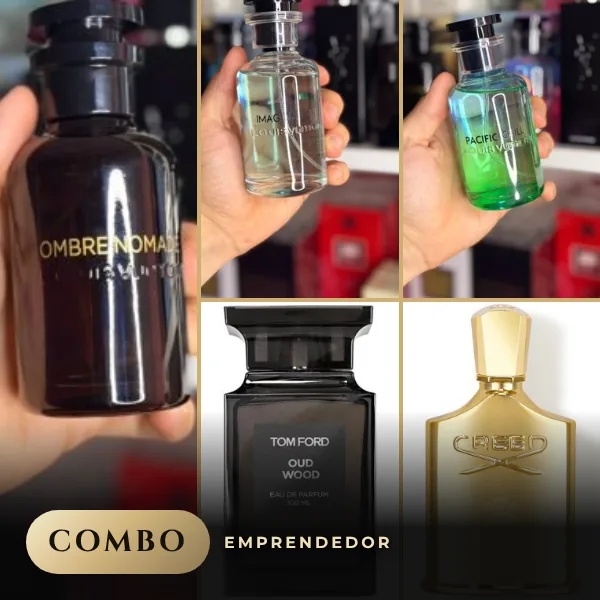 OMBRE NOMADE
LOUIS VUITTON
IMAG
LOUIS VUITTON
PACIFIC CHILL
LOUIS VUITTON
TOM FORD
OUD
WOOD
EAU DE PARFUM
CREED
COMBO
EMPRENDEDOR